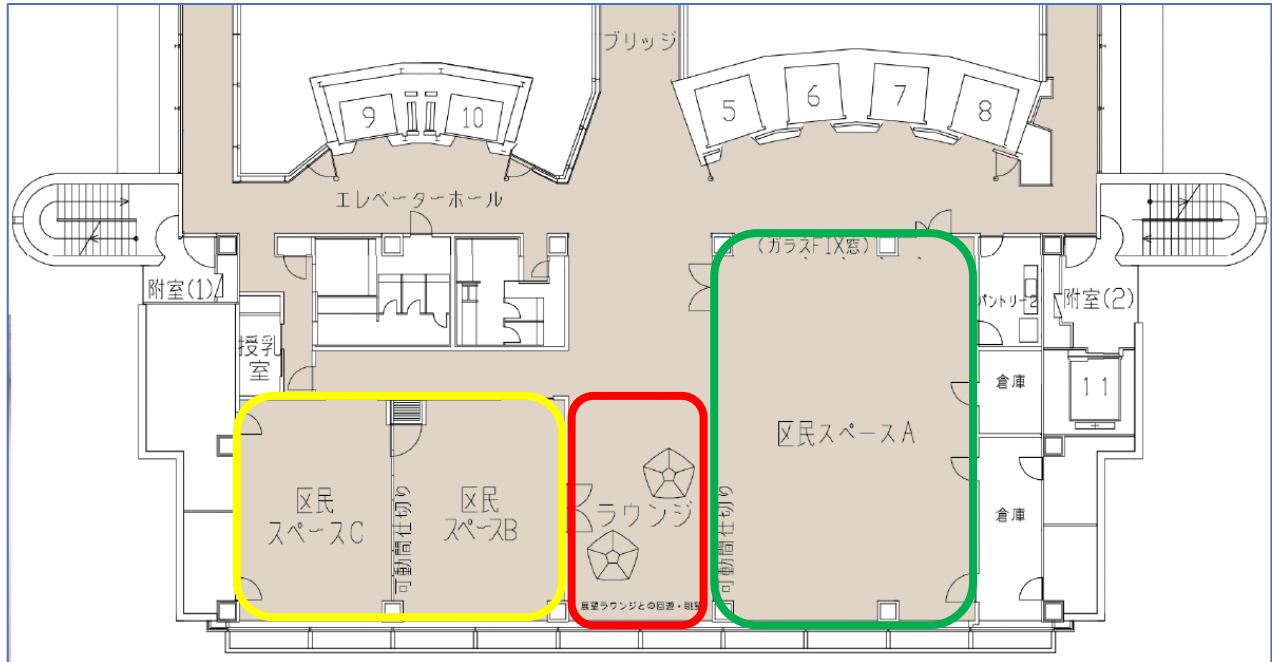 ブリッジ
9
10
5
6
7
8
エレベーターホール
(ガラスFIX窓)
附室(1)
パントリー2
附室(2)
授乳
室
倉庫
11
区民スペースA
区民
スペースC
可動間仕切り
区民
スペースB
ラウンジ
可動間仕切り
倉庫
展望ラウンジとの回遊・眺望